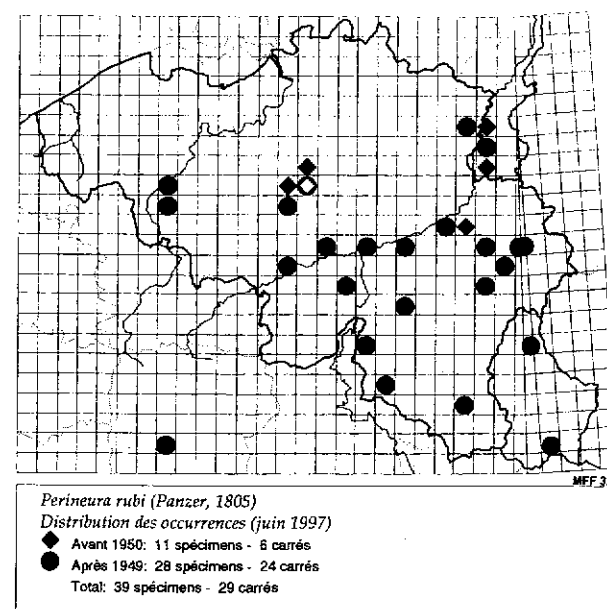 MFF 3
Perineura rubi (Panzer, 1805)
Distribution des occurrences (juin 1997)
Avant 1950: 11 spécimens - 6 carrés
Après 1949: 28 spécimens - 24 carrés
Total: 39 spécimens - 29 carrés